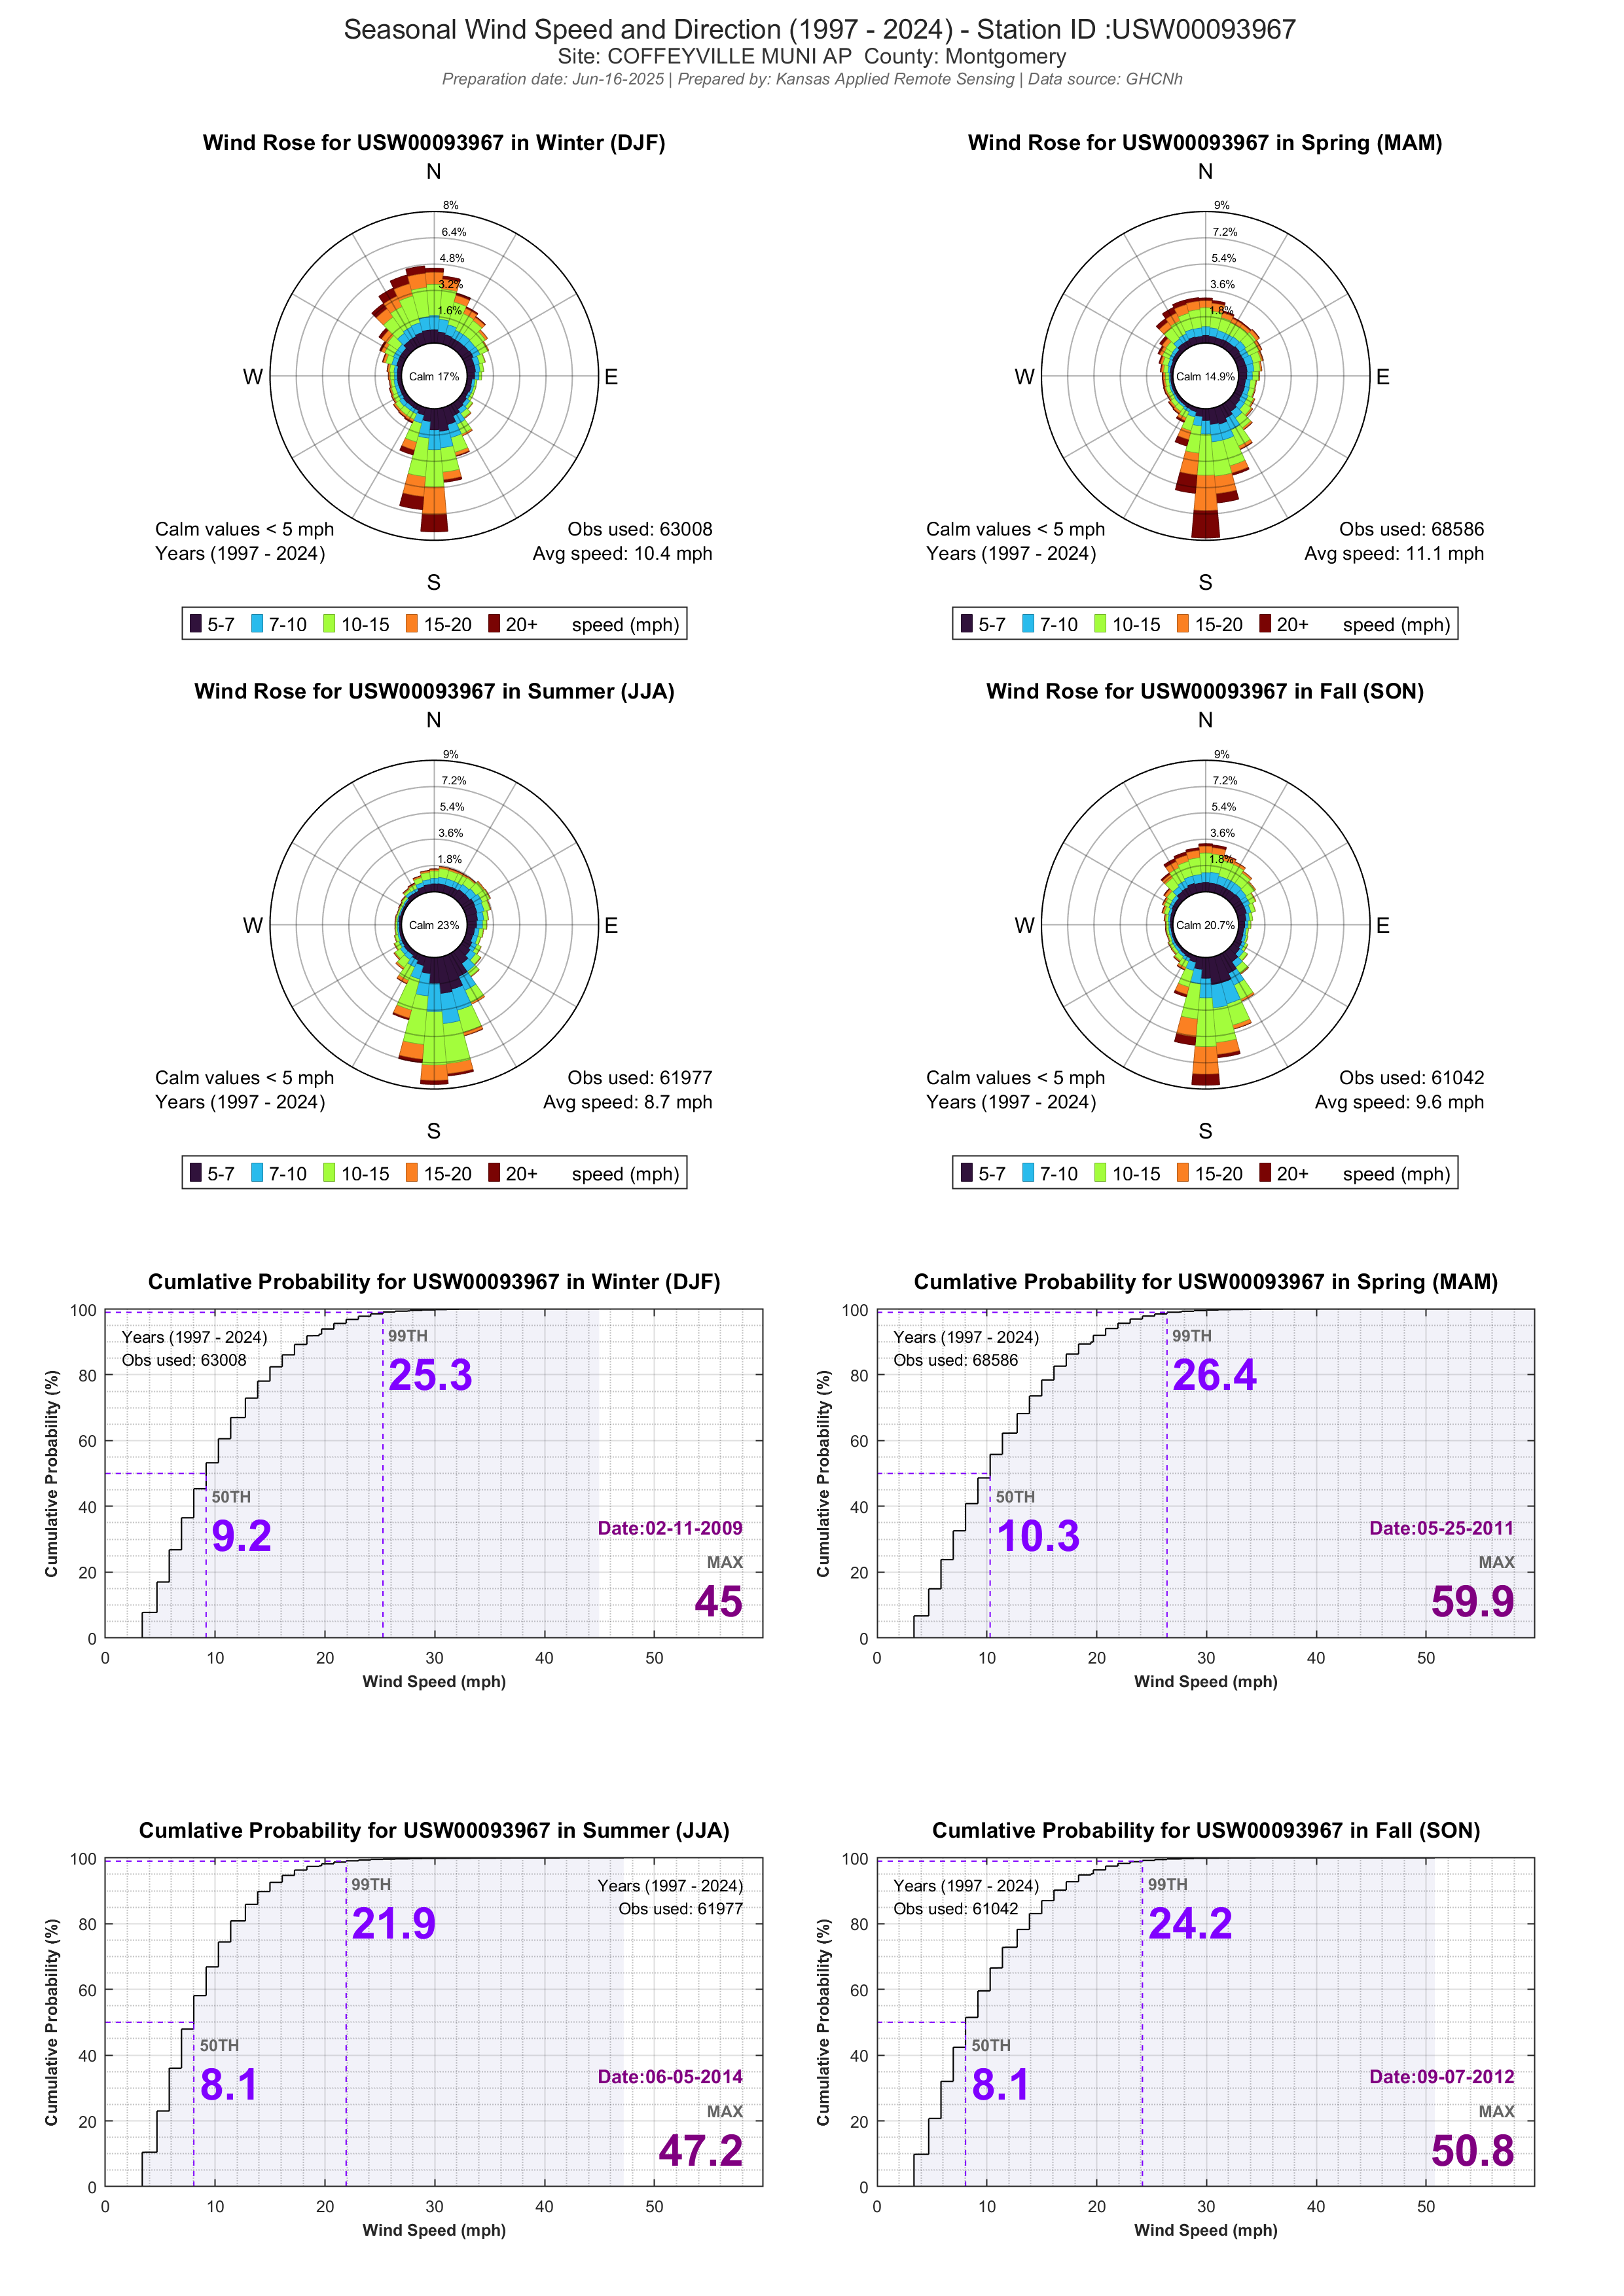 Seasonal Wind Speed and Direction (1997 - 2024) - Station ID :USW00093967
Site: COFFEYVILLE MUNI AP  County: Montgomery
Preparation date: Jun-16-2025 | Prepared by: Kansas Applied Remote Sensing | Data source: GHCNh
Wind Rose for USW00093967 in Winter (DJF)
N
8%
6.4%
4.8%
3.2%
1.6%
W
Calm 17%
E
Calm values < 5 mph
Years (1997 - 2024)
Obs used: 63008
Avg speed: 10.4 mph
S
5-7 7-10 10-15 15-20 20+ speed (mph)
Wind Rose for USW00093967 in Spring (MAM)
N
9%
7.2%
5.4%
3.6%
1.8%
W
Calm 14.9%
E
Calm values < 5 mph
Years (1997 - 2024)
Obs used: 68586
Avg speed: 11.1 mph
S
5-7 7-10 10-15 15-20 20+ speed (mph)
Wind Rose for USW00093967 in Summer (JJA)
N
9%
7.2%
5.4%
3.6%
1.8%
W
Calm 23%
E
Calm values < 5 mph
Years (1997 - 2024)
Obs used: 61977
Avg speed: 8.7 mph
S
5-7 7-10 10-15 15-20 20+ speed (mph)
Wind Rose for USW00093967 in Fall (SON)
N
9%
7.2%
5.4%
3.6%
1.8%
W
Calm 20.7%
E
Calm values < 5 mph
Years (1997 - 2024)
Obs used: 61042
Avg speed: 9.6 mph
S
5-7 7-10 10-15 15-20 20+ speed (mph)
Cumlative Probability for USW00093967 in Winter (DJF)
Cumulative Probability (%)
100
80
60
40
20
0
Years (1997 - 2024)
Obs used: 63008
99TH
25.3
50TH
9.2
Date:02-11-2009
MAX
45
0 10 20 30 40 50
Wind Speed (mph)
Cumlative Probability for USW00093967 in Spring (MAM)
Cumulative Probability (%)
100
80
60
40
20
0
Years (1997 - 2024)
Obs used: 68586
99TH
26.4
50TH
10.3
Date:05-25-2011
MAX
59.9
0 10 20 30 40 50
Wind Speed (mph)
Cumlative Probability for USW00093967 in Summer (JJA)
Cumulative Probability (%)
100
80
60
40
20
0
99TH
21.9
Years (1997 - 2024)
Obs used: 61977
50TH
8.1
Date:06-05-2014
MAX
47.2
0 10 20 30 40 50
Wind Speed (mph)
Cumlative Probability for USW00093967 in Fall (SON)
Cumulative Probability (%)
100
80
60
40
20
0
Years (1997 - 2024)
Obs used: 61042
99TH
24.2
50TH
8.1
Date:09-07-2012
MAX
50.8
0 10 20 30 40 50
Wind Speed (mph)